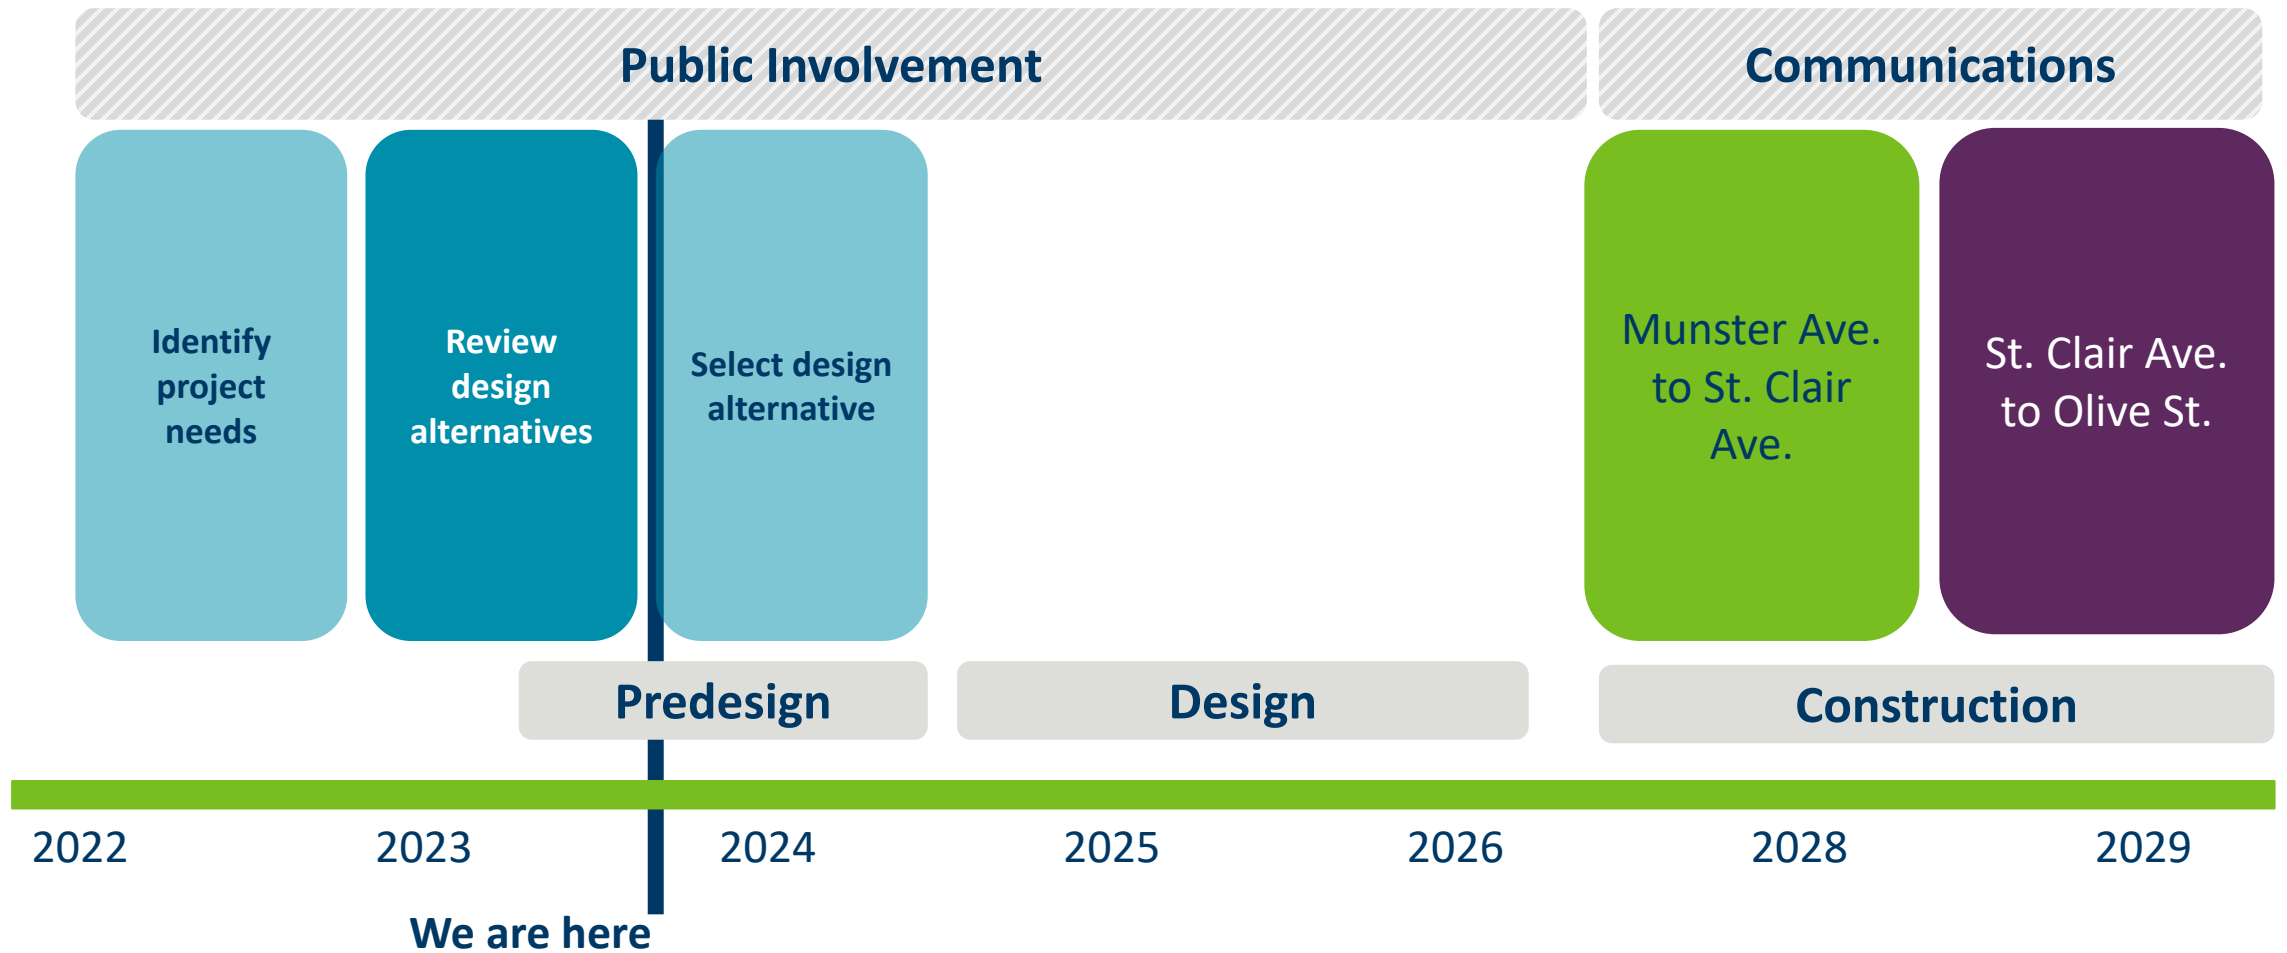 Public Involvement
Communications
Identify
project
needs
Review
design
alternatives
Select design
alternative
Munster Ave.
to St. Clair
Ave.
St. Clair Ave.
to Olive St.
Predesign
Design
Construction
2022
2023
2024
2025
2026
2028
2029
We are here